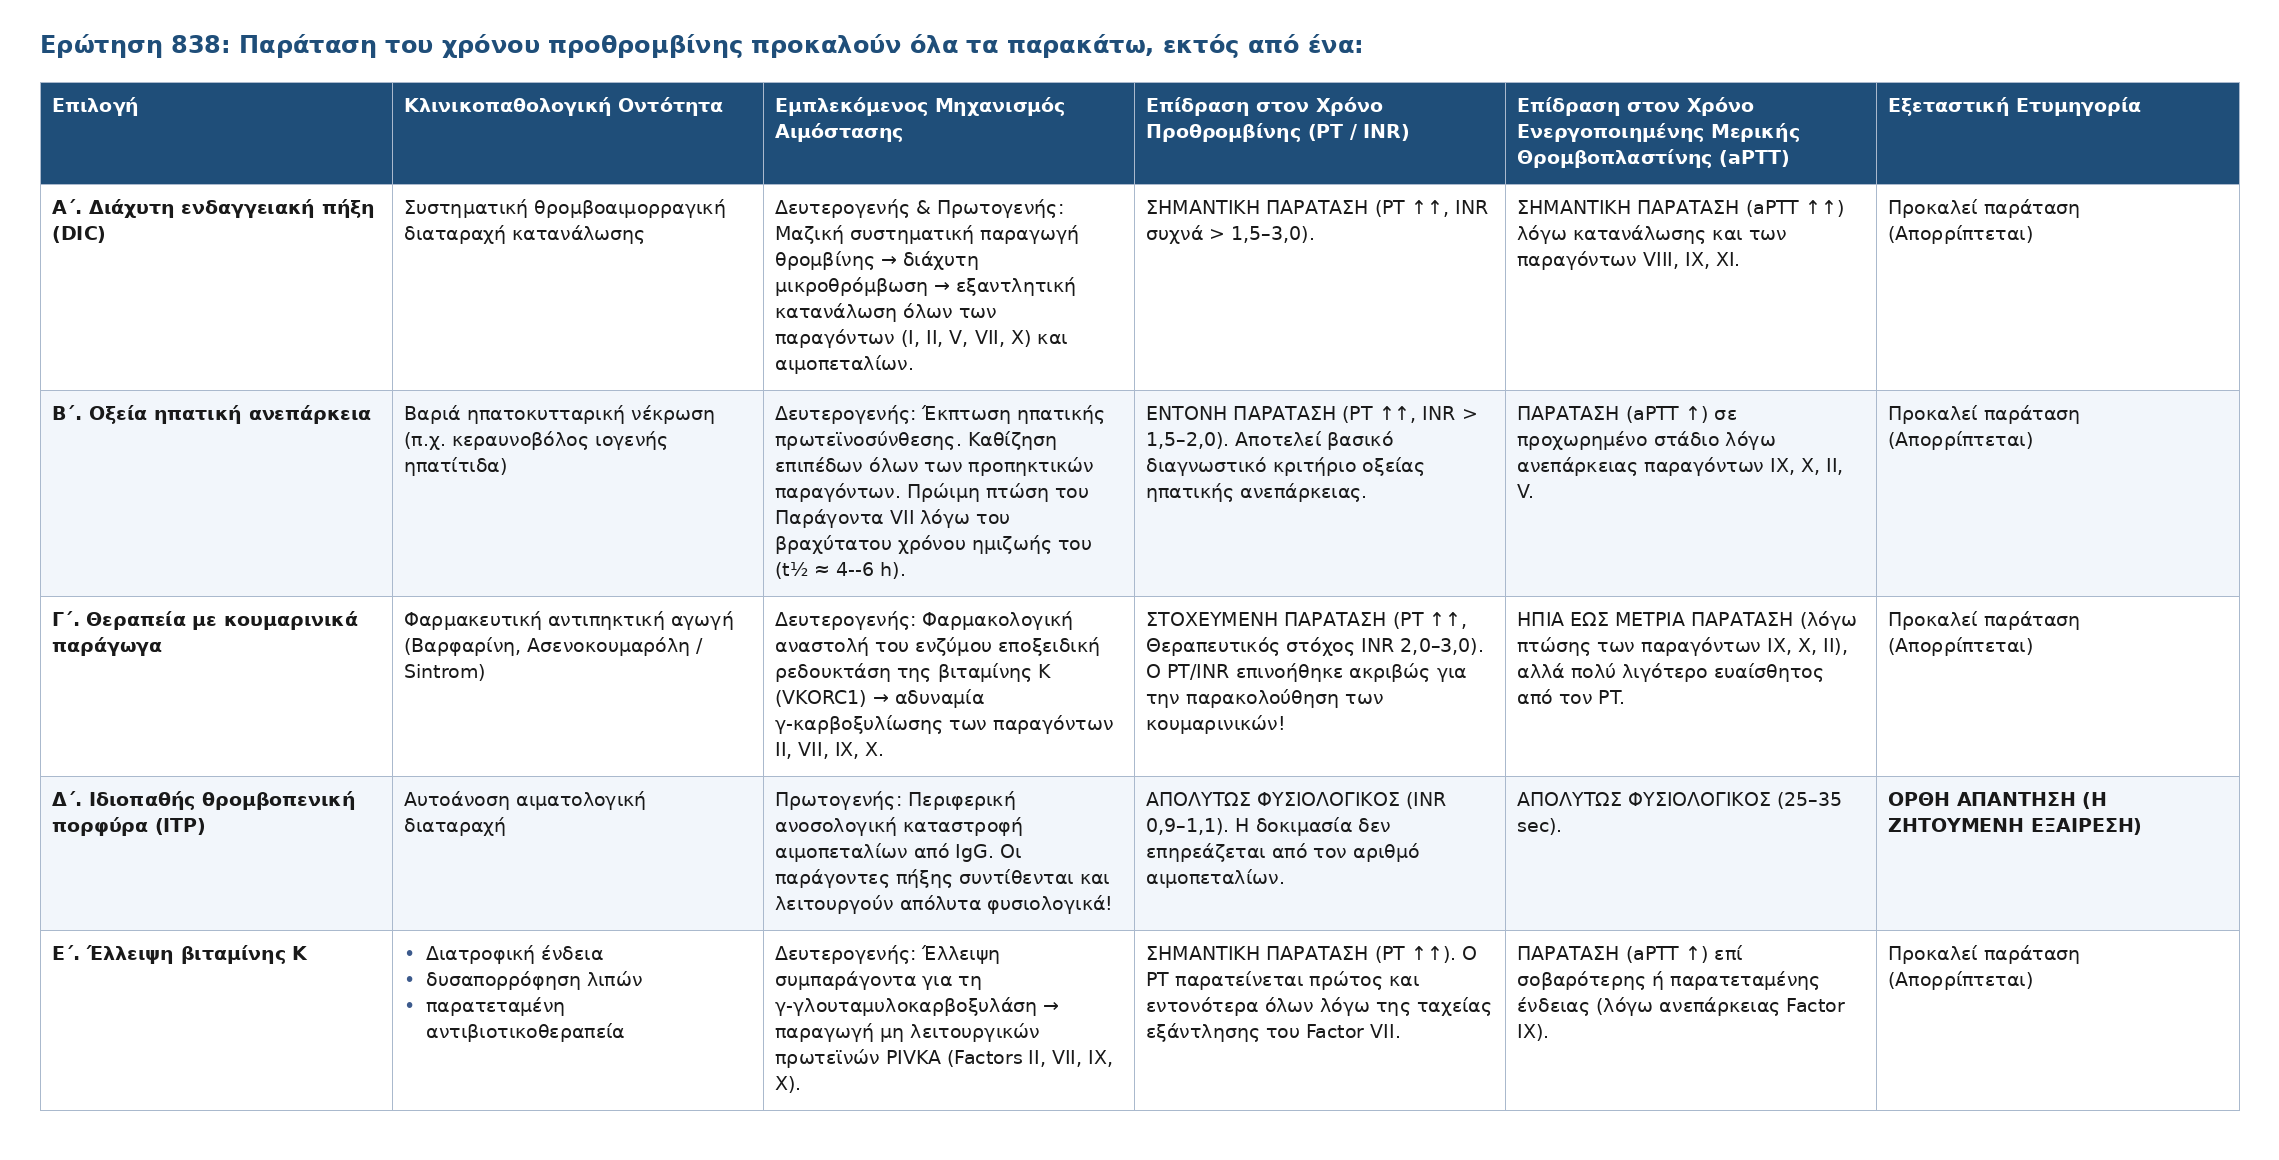 Ερώτηση 838: Παράταση του χρόνου προθρομβίνης προκαλούν όλα τα παρακάτω, εκτός από ένα:
Επιλογή
Κλινικοπαθολογική Οντότητα
Εμπλεκόμενος Μηχανισμός
Αιμόστασης
Επίδραση στον Χρόνο
Προθρομβίνης (PT / INR)
Επίδραση στον Χρόνο
Ενεργοποιημένης Μερικής
Θρομβοπλαστίνης (aPTT)
Εξεταστική Ετυμηγορία
Α΄. Διάχυτη ενδαγγειακή πήξη
(DIC)
Συστηματική θρομβοαιμορραγική
διαταραχή κατανάλωσης
Δευτερογενής & Πρωτογενής:
Μαζική συστηματική παραγωγή
θρομβίνης → διάχυτη
μικροθρόμβωση → εξαντλητική
κατανάλωση όλων των
παραγόντων (I, II, V, VII, X) και
αιμοπεταλίων.
ΣΗΜΑΝΤΙΚΗ ΠΑΡΑΤΑΣΗ (PT ↑↑, INR
συχνά > 1,5–3,0).
ΣΗΜΑΝΤΙΚΗ ΠΑΡΑΤΑΣΗ (aPTT ↑↑)
λόγω κατανάλωσης και των
παραγόντων VIII, IX, XI.
Προκαλεί παράταση
(Απορρίπτεται)
Β΄. Οξεία ηπατική ανεπάρκεια
Βαριά ηπατοκυτταρική νέκρωση
(π.χ. κεραυνοβόλος ιογενής
ηπατίτιδα)
Δευτερογενής: Έκπτωση ηπατικής
πρωτεϊνοσύνθεσης. Καθίζηση
επιπέδων όλων των προπηκτικών
παραγόντων. Πρώιμη πτώση του
Παράγοντα VII λόγω του
βραχύτατου χρόνου ημιζωής του
(t½ ≈ 4--6 h).
ΕΝΤΟΝΗ ΠΑΡΑΤΑΣΗ (PT ↑↑, INR >
1,5–2,0). Αποτελεί βασικό
διαγνωστικό κριτήριο οξείας
ηπατικής ανεπάρκειας.
ΠΑΡΑΤΑΣΗ (aPTT ↑) σε
προχωρημένο στάδιο λόγω
ανεπάρκειας παραγόντων IX, X, II,
V.
Προκαλεί παράταση
(Απορρίπτεται)
Γ΄. Θεραπεία με κουμαρινικά
παράγωγα
Φαρμακευτική αντιπηκτική αγωγή
(Βαρφαρίνη, Ασενοκουμαρόλη /
Sintrom)
Δευτερογενής: Φαρμακολογική
αναστολή του ενζύμου εποξειδική
ρεδουκτάση της βιταμίνης Κ
(VKORC1) → αδυναμία
γ-καρβοξυλίωσης των παραγόντων
II, VII, IX, X.
ΣΤΟΧΕΥΜΕΝΗ ΠΑΡΑΤΑΣΗ (PT ↑↑,
Θεραπευτικός στόχος INR 2,0–3,0).
Ο PT/INR επινοήθηκε ακριβώς για
την παρακολούθηση των
κουμαρινικών!
ΗΠΙΑ ΕΩΣ ΜΕΤΡΙΑ ΠΑΡΑΤΑΣΗ (λόγω
πτώσης των παραγόντων IX, X, II),
αλλά πολύ λιγότερο ευαίσθητος
από τον PT.
Προκαλεί παράταση
(Απορρίπτεται)
Δ΄. Ιδιοπαθής θρομβοπενική
πορφύρα (ITP)
Αυτοάνοση αιματολογική
διαταραχή
Πρωτογενής: Περιφερική
ανοσολογική καταστροφή
αιμοπεταλίων από IgG. Οι
παράγοντες πήξης συντίθενται και
λειτουργούν απόλυτα φυσιολογικά!
ΑΠΟΛΥΤΩΣ ΦΥΣΙΟΛΟΓΙΚΟΣ (INR
0,9–1,1). Η δοκιμασία δεν
επηρεάζεται από τον αριθμό
αιμοπεταλίων.
ΑΠΟΛΥΤΩΣ ΦΥΣΙΟΛΟΓΙΚΟΣ (25–35
sec).
ΟΡΘΗ ΑΠΑΝΤΗΣΗ (Η
ΖΗΤΟΥΜΕΝΗ ΕΞΑΙΡΕΣΗ)
Ε΄. Έλλειψη βιταμίνης Κ
• Διατροφική ένδεια
• δυσαπορρόφηση λιπών
• παρατεταμένη
αντιβιοτικοθεραπεία
Δευτερογενής: Έλλειψη
συμπαράγοντα για τη
γ-γλουταμυλοκαρβοξυλάση →
παραγωγή μη λειτουργικών
πρωτεϊνών PIVKA (Factors II, VII, IX,
X).
ΣΗΜΑΝΤΙΚΗ ΠΑΡΑΤΑΣΗ (PT ↑↑). Ο
PT παρατείνεται πρώτος και
εντονότερα όλων λόγω της ταχείας
εξάντλησης του Factor VII.
ΠΑΡΑΤΑΣΗ (aPTT ↑) επί
σοβαρότερης ή παρατεταμένης
ένδειας (λόγω ανεπάρκειας Factor
IX).
Προκαλεί παράταση
(Απορρίπτεται)